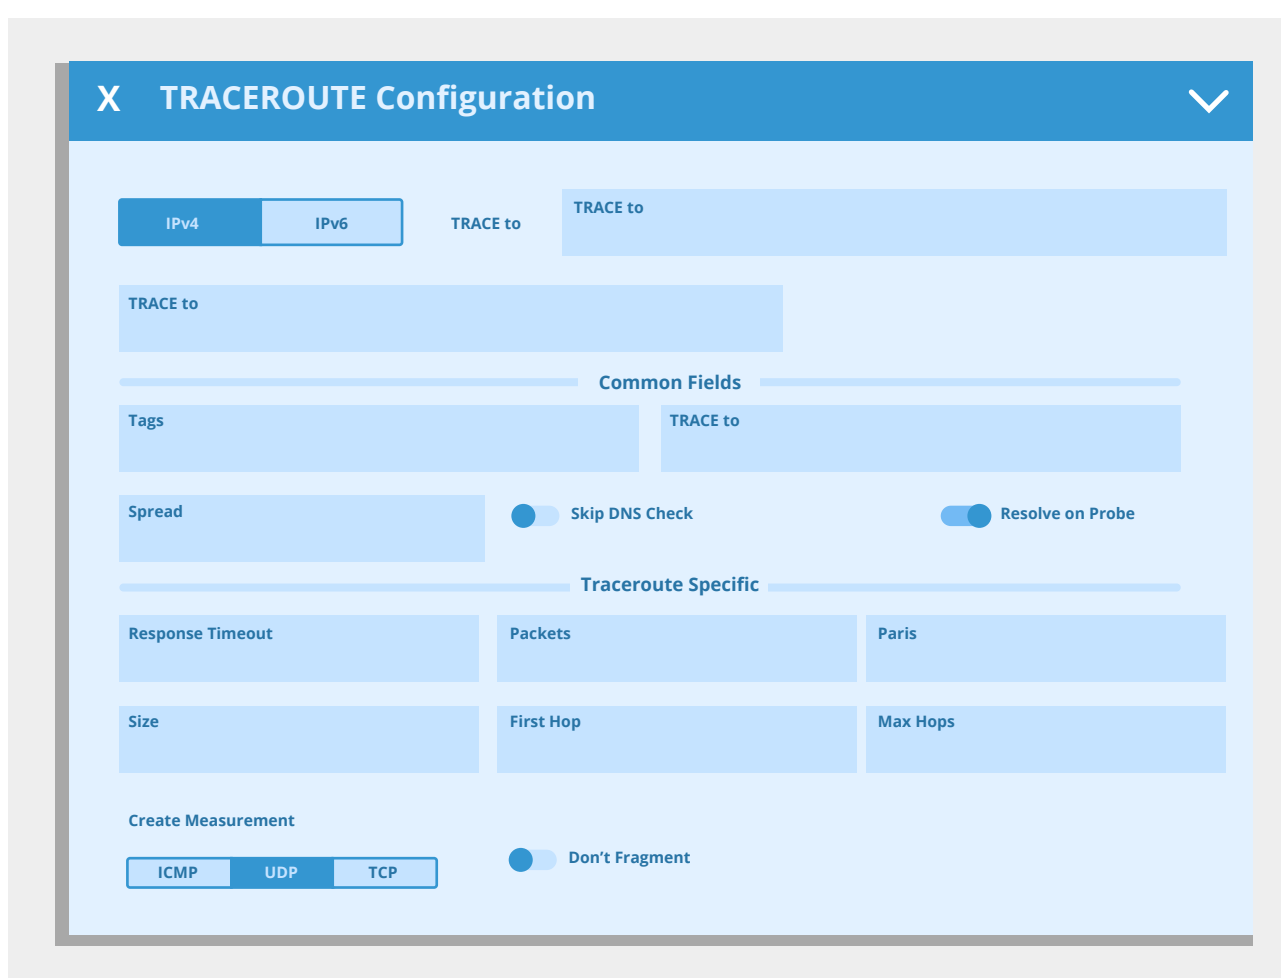 X TRACEROUTE Configuration
IPv4 IPv6 TRACE to TRACE to
TRACE to
Common Fields
Tags TRACE to
Spread Skip DNS Check Resolve on Probe
Traceroute Specific
Response Timeout Packets Paris
Size First Hop Max Hops
Create Measurement
Don’t Fragment
ICMP UDP TCP